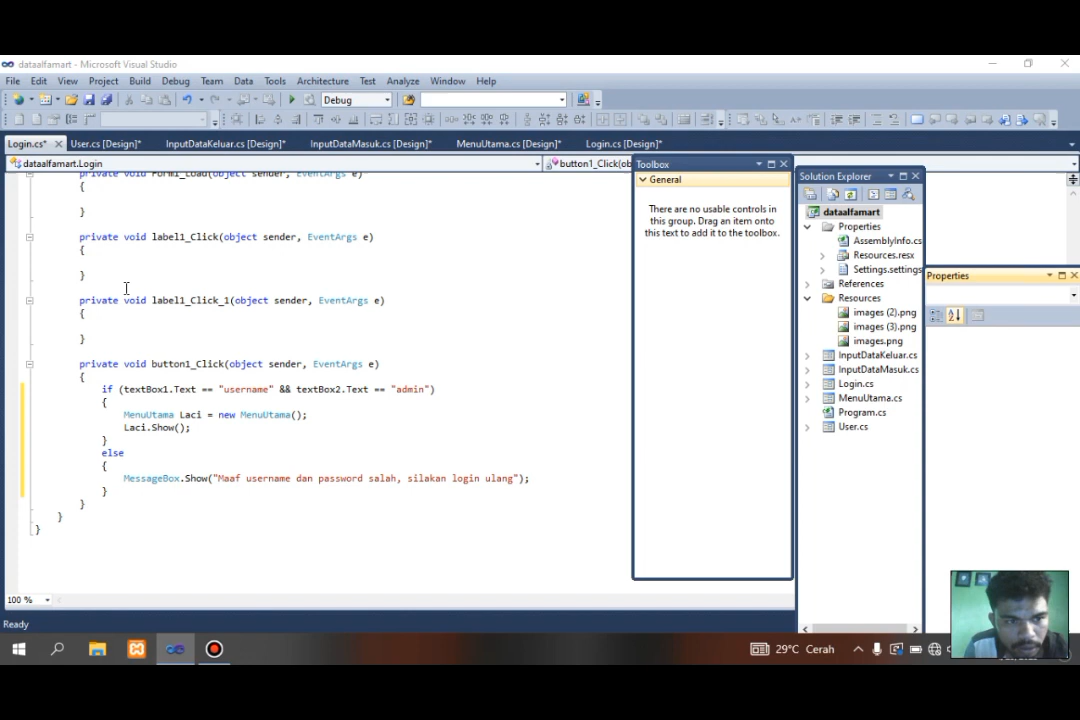 dataalfamart - Microsoft Visual Studio
File Edit View Project Build Debug Team Data Tools Architecture Test Analyze Window Help
Debug
Login.cs* User.cs [Design]* InputDataKeluar.cs [Design]* InputDataMasuk.cs [Design]* MenuUtama.cs [Design]* Login.cs [Design]*
dataalfamart.Login button1_Click(ob
private void Form1_Load(object sender, EventArgs e)
{
}
private void label1_Click(object sender, EventArgs e)
{
}
private void label1_Click_1(object sender, EventArgs e)
{
}
private void button1_Click(object sender, EventArgs e)
{
if (textBox1.Text == "username" && textBox2.Text == "admin")
{
MenuUtama Laci = new MenuUtama();
Laci.Show();
}
else
{
MessageBox.Show("Maaf username dan password salah, silakan login ulang");
}
}
}
}
100 %
Toolbox
General
There are no usable controls in
this group. Drag an item onto
this text to add it to the toolbox.
Solution Explorer
dataalfamart
Properties
AssemblyInfo.cs
Resources.resx
Settings.settings
References
Resources
images (2).png
images (3).png
images.png
InputDataKeluar.cs
InputDataMasuk.cs
Login.cs
MenuUtama.cs
Program.cs
User.cs
Properties
Ready
29°C Cerah